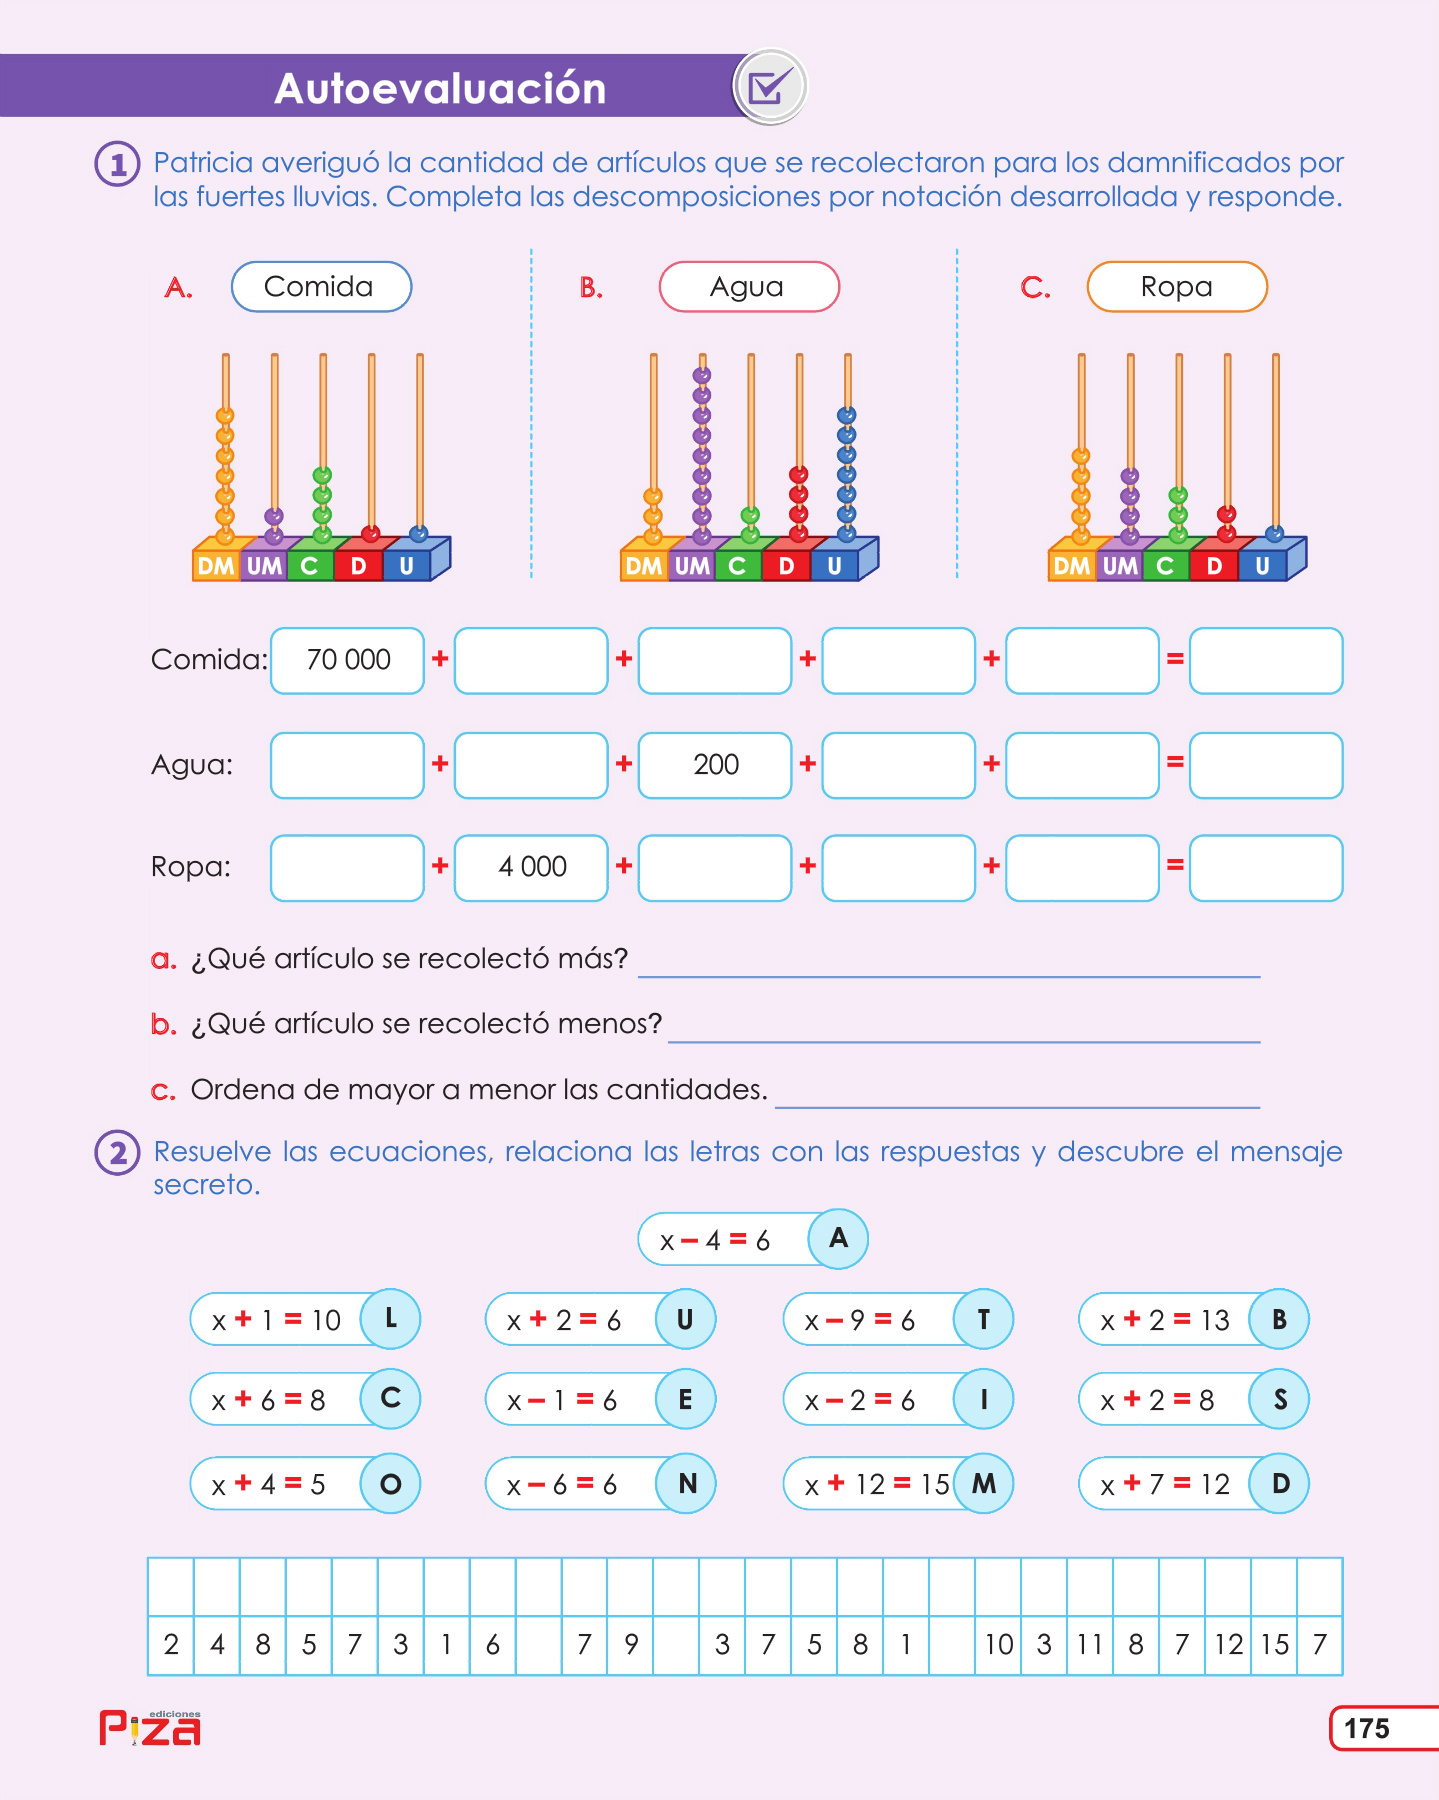 Autoevaluación
1 Patricia averiguó la cantidad de artículos que se recolectaron para los damnificados por
las fuertes lluvias. Completa las descomposiciones por notación desarrollada y responde.
A. Comida B. Agua C. Ropa
DM UM C D U DM UM C D U DM UM C D U
Comida: 70 000 + + + + =
Agua: + + 200 + + =
Ropa: + 4 000 + + + =
a. ¿Qué artículo se recolectó más?
b. ¿Qué artículo se recolectó menos?
c. Ordena de mayor a menor las cantidades.
2 Resuelve las ecuaciones, relaciona las letras con las respuestas y descubre el mensaje
secreto.
x – 4 = 6 A
x + 1 = 10 L x + 2 = 6 U x – 9 = 6 T x + 2 = 13 B
x + 6 = 8 C x – 1 = 6 E x – 2 = 6 I x + 2 = 8 S
x + 4 = 5 O x – 6 = 6 N x + 12 = 15 M x + 7 = 12 D
2 4 8 5 7 3 1 6 7 9 3 7 5 8 1 10 3 11 8 7 12 15 7
ediciones
Piza
175